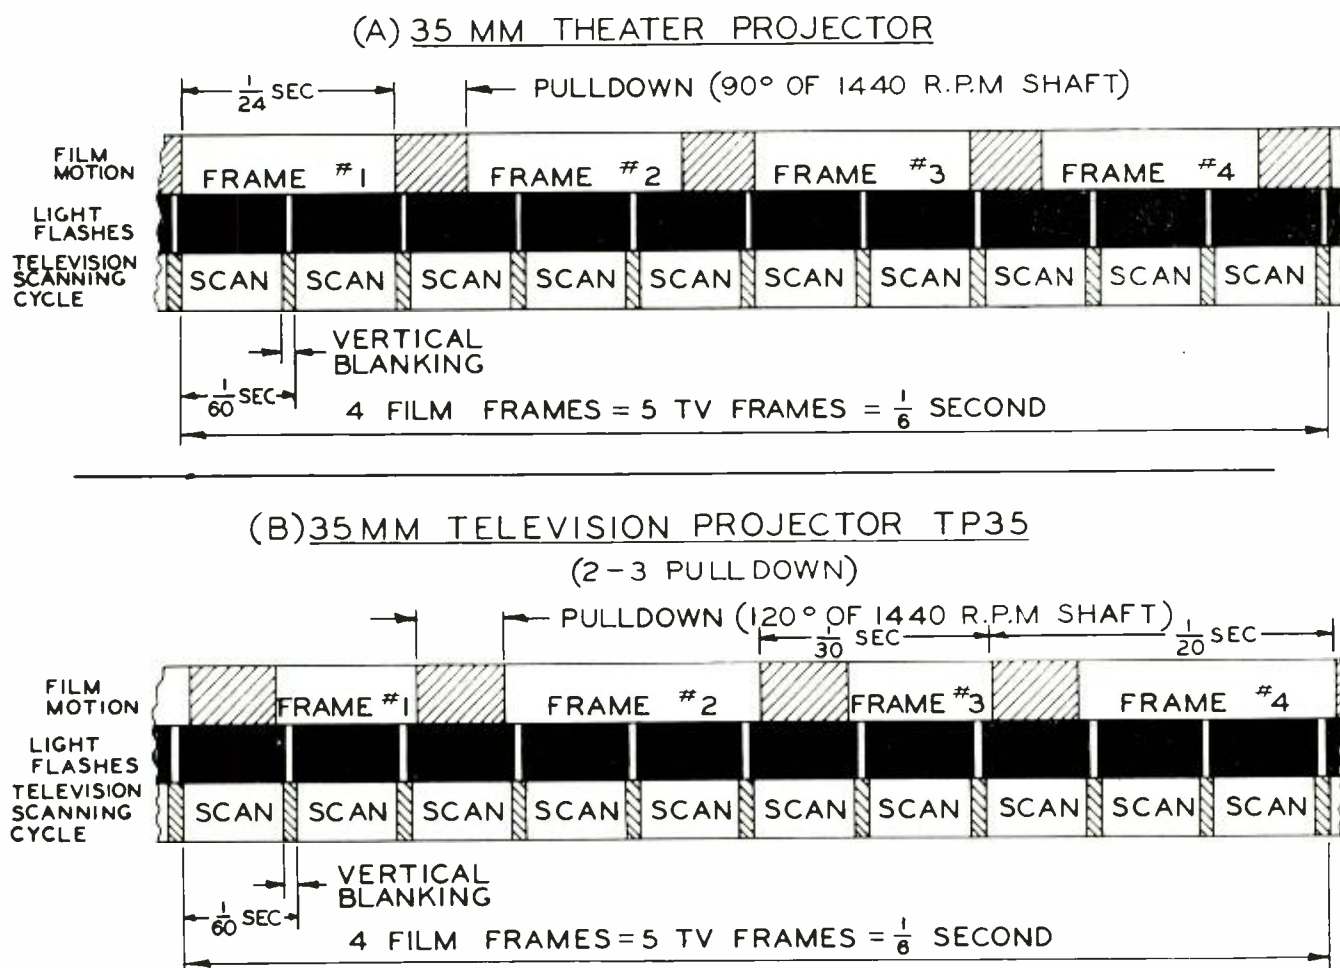 (A) 35 MM THEATER PROJECTOR
1/24 SEC
PULLDOWN (90° OF 1440 R.P.M SHAFT)
FILM
MOTION
FRAME #1 FRAME #2 FRAME #3 FRAME #4
LIGHT
FLASHES
TELEVISION
SCANNING
CYCLE
SCAN SCAN SCAN SCAN SCAN SCAN SCAN SCAN SCAN SCAN
VERTICAL
BLANKING
1/60 SEC
4 FILM FRAMES = 5 TV FRAMES = 1/6 SECOND
(B) 35 MM TELEVISION PROJECTOR TP35
(2-3 PULLDOWN)
PULLDOWN (120° OF 1440 R.P.M SHAFT)
1/30 SEC
1/20 SEC
FILM
MOTION
FRAME #1 FRAME #2 FRAME #3 FRAME #4
LIGHT
FLASHES
TELEVISION
SCANNING
CYCLE
SCAN SCAN SCAN SCAN SCAN SCAN SCAN SCAN SCAN SCAN
VERTICAL
BLANKING
1/60 SEC
4 FILM FRAMES = 5 TV FRAMES = 1/6 SECOND